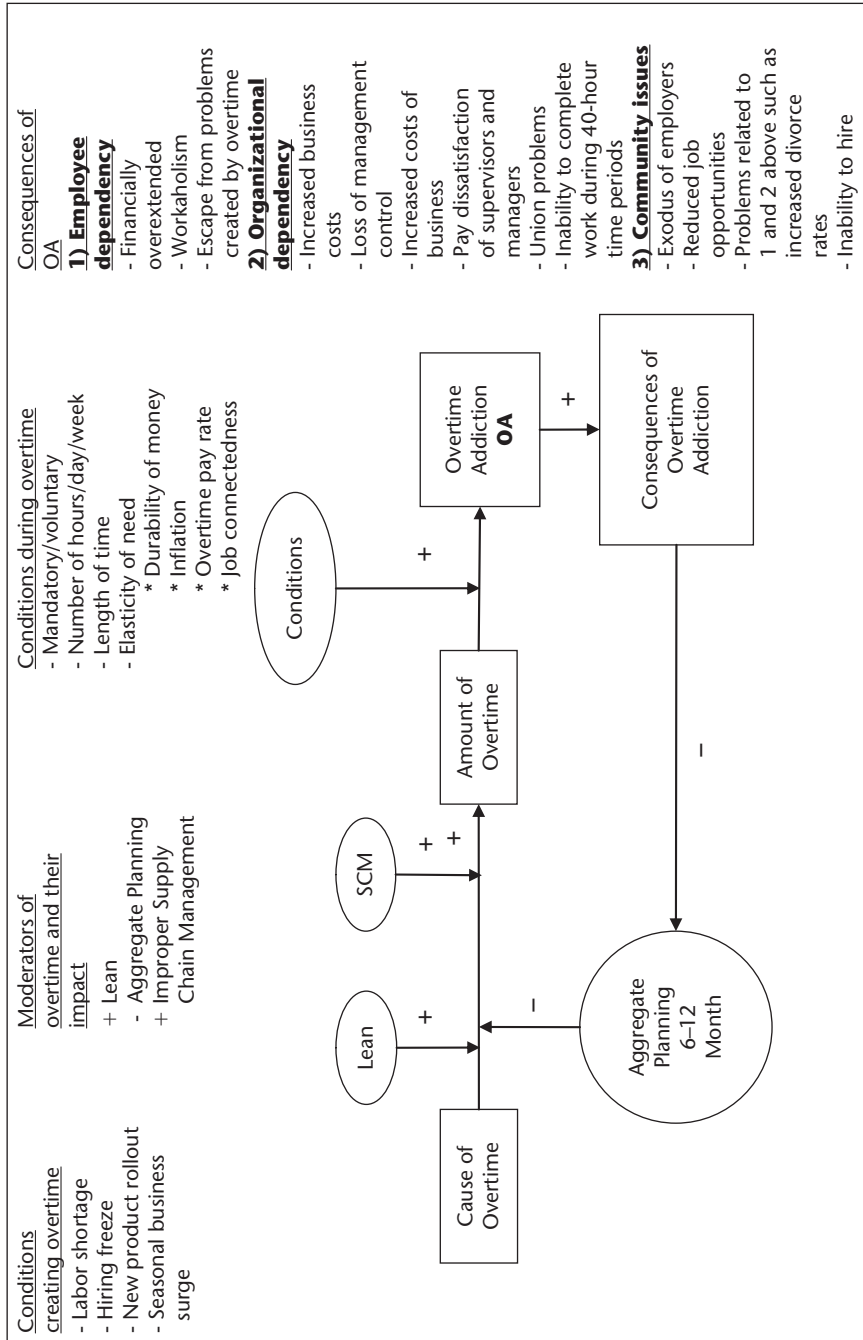 Conditions
creating overtime
- Labor shortage
- Hiring freeze
- New product rollout
- Seasonal business
surge
Moderators of
overtime and their
impact
+ Lean
- Aggregate Planning
+ Improper Supply
Chain Management
Conditions during overtime
- Mandatory/voluntary
- Number of hours/day/week
- Length of time
- Elasticity of need
* Durability of money
* Inflation
* Overtime pay rate
* Job connectedness
Consequences of
OA
1) Employee
dependency
- Financially
overextended
- Workaholism
- Escape from problems
created by overtime
2) Organizational
dependency
- Increased business
costs
- Loss of management
control
- Increased costs of
business
- Pay dissatisfaction
of supervisors and
managers
- Union problems
- Inability to complete
work during 40-hour
time periods
3) Community issues
- Exodus of employers
- Reduced job
opportunities
- Problems related to
1 and 2 above such as
increased divorce
rates
- Inability to hire
Cause of
Overtime
Lean
+
SCM
+
+
Amount of
Overtime
Conditions
+
Overtime
Addiction
OA
+
Consequences of
Overtime
Addiction
–
Aggregate
Planning
6–12
Month
–